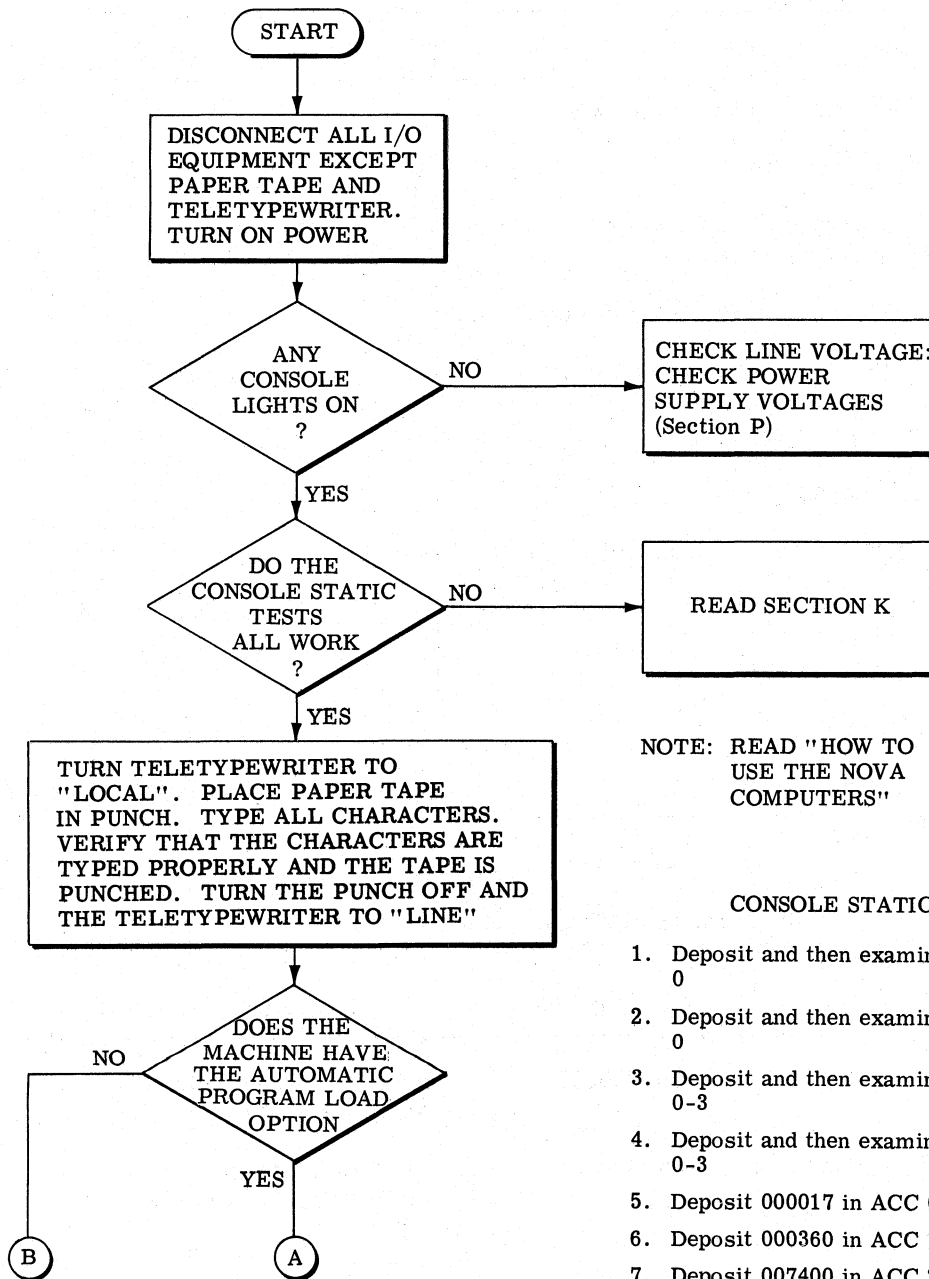 START
DISCONNECT ALL I/O
EQUIPMENT EXCEPT
PAPER TAPE AND
TELETYPEWRITER.
TURN ON POWER
ANY
CONSOLE
LIGHTS ON
?
NO
CHECK LINE VOLTAGE:
CHECK POWER
SUPPLY VOLTAGES
(Section P)
YES
DO THE
CONSOLE STATIC
TESTS
ALL WORK
?
NO
READ SECTION K
YES
TURN TELETYPEWRITER TO
"LOCAL". PLACE PAPER TAPE
IN PUNCH. TYPE ALL CHARACTERS.
VERIFY THAT THE CHARACTERS ARE
TYPED PROPERLY AND THE TAPE IS
PUNCHED. TURN THE PUNCH OFF AND
THE TELETYPEWRITER TO "LINE"
DOES THE
MACHINE HAVE
THE AUTOMATIC
PROGRAM LOAD
OPTION
NO
YES
B
A
NOTE: READ "HOW TO
USE THE NOVA
COMPUTERS"
CONSOLE STATIC
1. Deposit and then
0
2. Deposit and then
0
3. Deposit and then
0-3
4. Deposit and then
0-3
5. Deposit 000017 in ACC
6. Deposit 000360 in ACC
7. Deposit 007400 in ACC